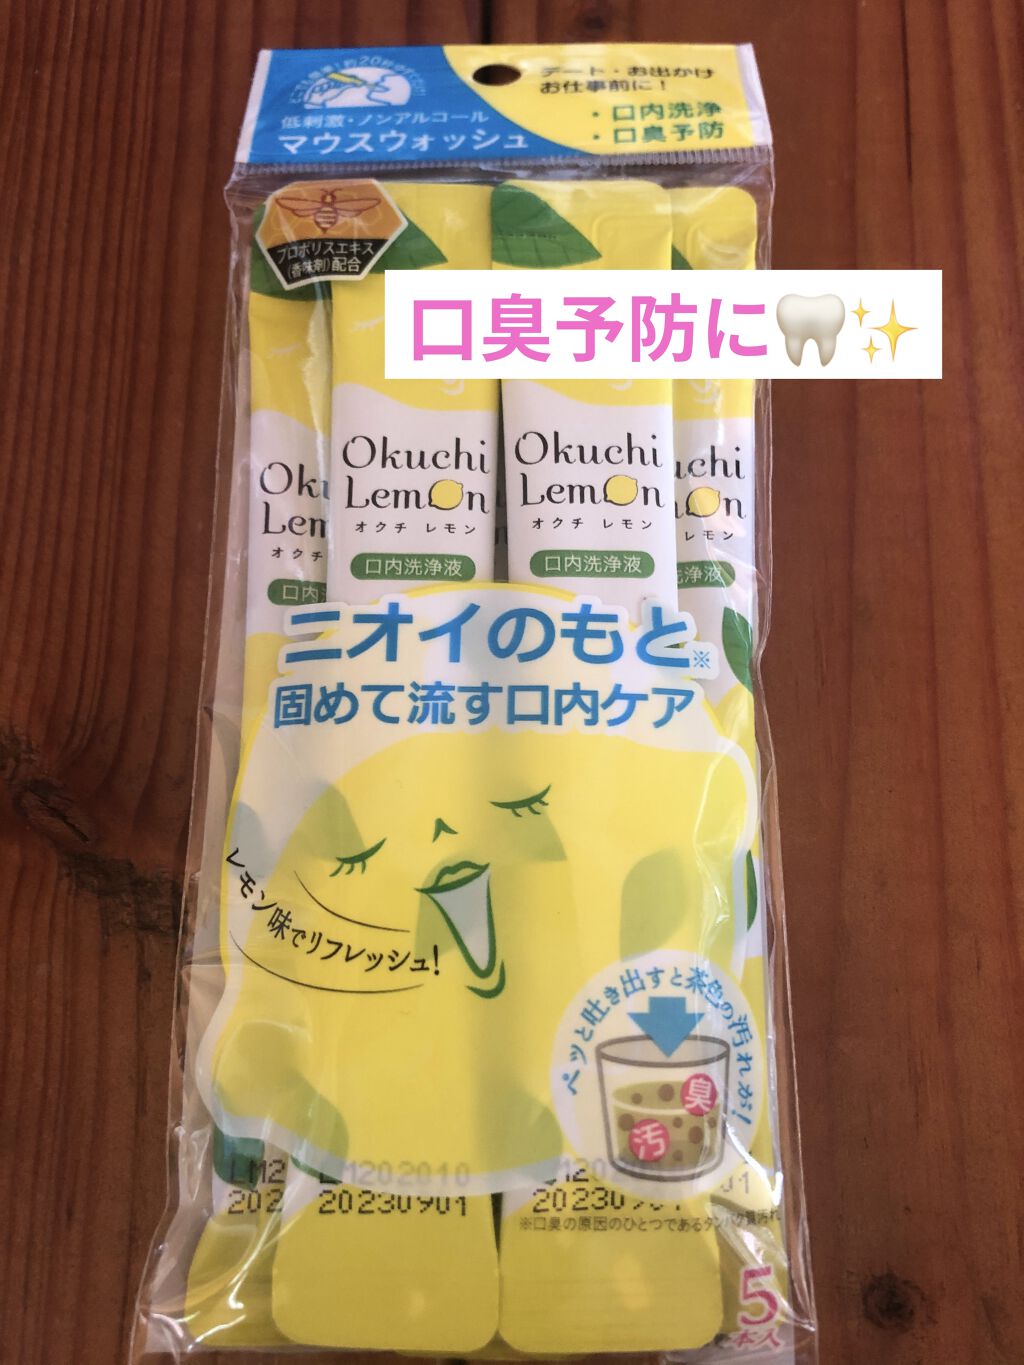 低刺激・ノンアルコール
マウスウォッシュ
デート・お出かけ
お仕事前に！
・口内洗浄
・口臭予防
プロポリスエキス
(香味剤)配合
口臭予防に🦷✨
Okuchi
Lemon
オクチ レモン
口内洗浄液
Okuchi
Lemon
オクチ レモン
口内洗浄液
ニオイのもと※
固めて流す口内ケア
レモン味でリフレッシュ！
ペッと吐き出すと茶色の汚れが！
臭
汚
LM2
202
LM202010
20230901
※口臭の原因のひとつであるタンパク質汚れ
5
本入